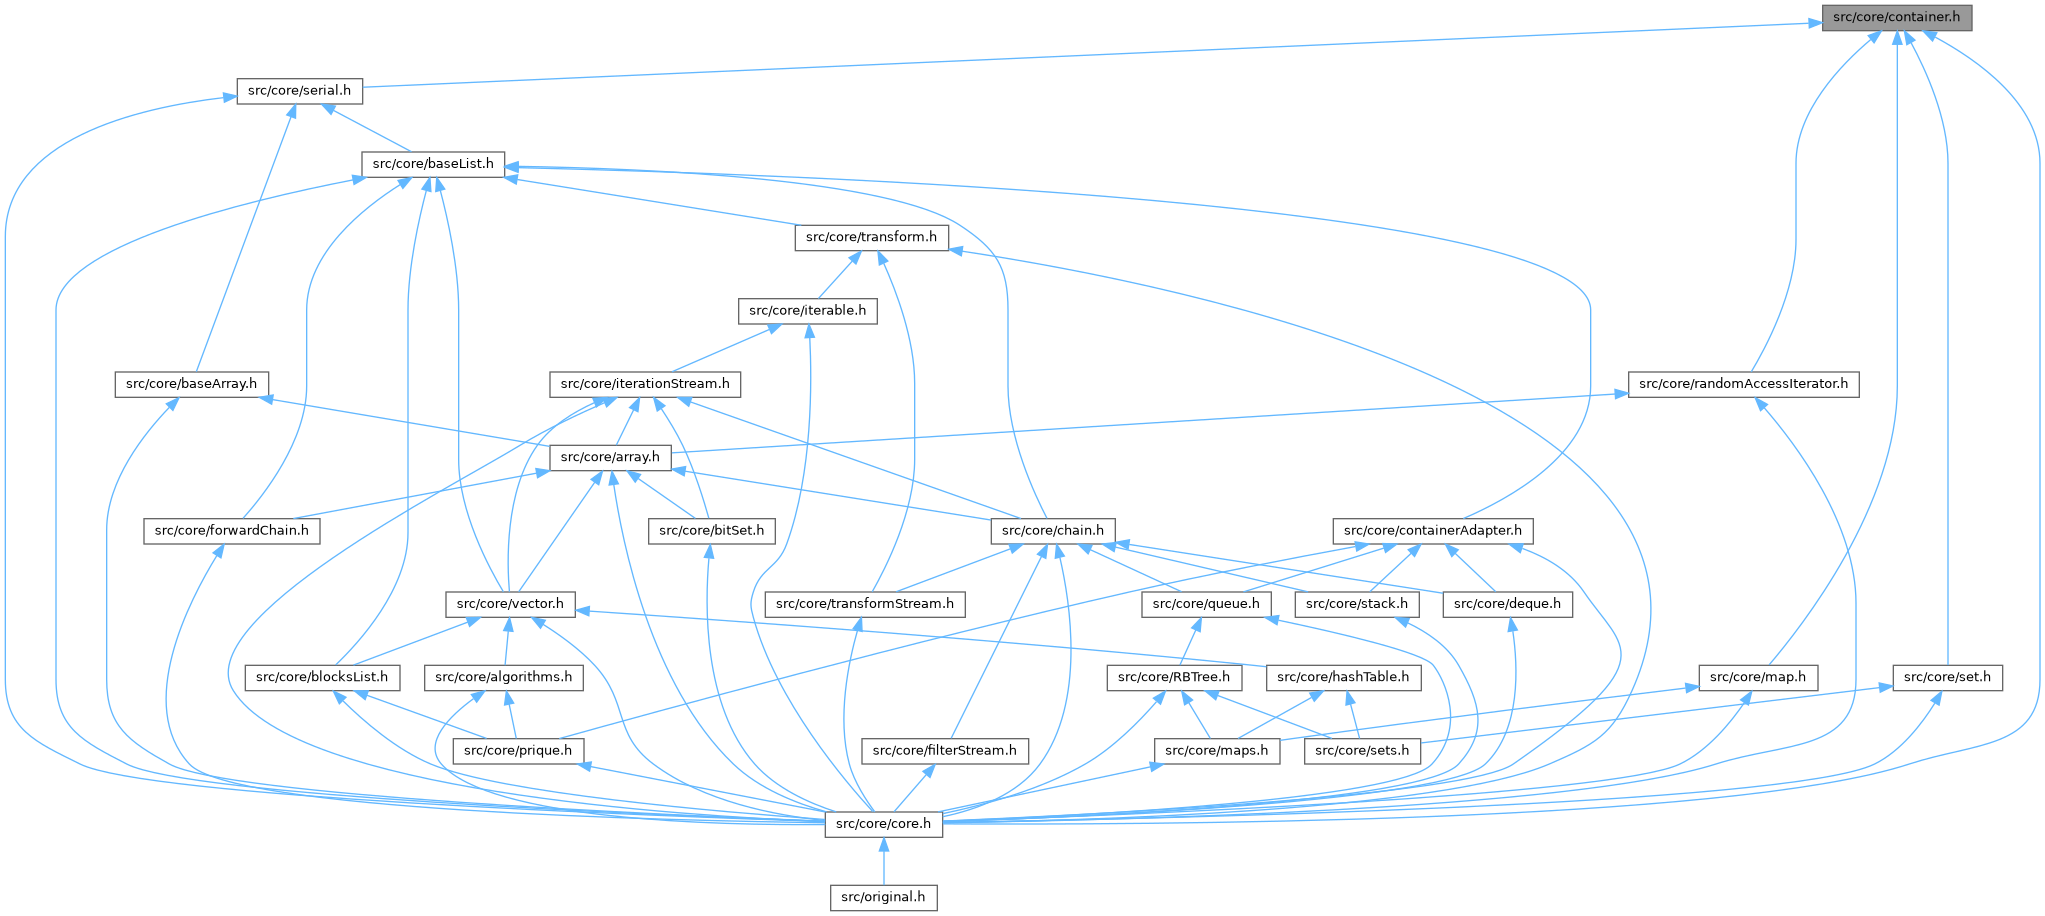 src/core/container.h
src/core/serial.h
src/core/baseList.h
src/core/transform.h
src/core/iterable.h
src/core/baseArray.h
src/core/iterationStream.h
src/core/randomAccessIterator.h
src/core/array.h
src/core/forwardChain.h
src/core/bitSet.h
src/core/chain.h
src/core/containerAdapter.h
src/core/vector.h
src/core/transformStream.h
src/core/queue.h
src/core/stack.h
src/core/deque.h
src/core/blocksList.h
src/core/algorithms.h
src/core/RBTree.h
src/core/hashTable.h
src/core/map.h
src/core/set.h
src/core/prique.h
src/core/filterStream.h
src/core/maps.h
src/core/sets.h
src/core/core.h
src/original.h